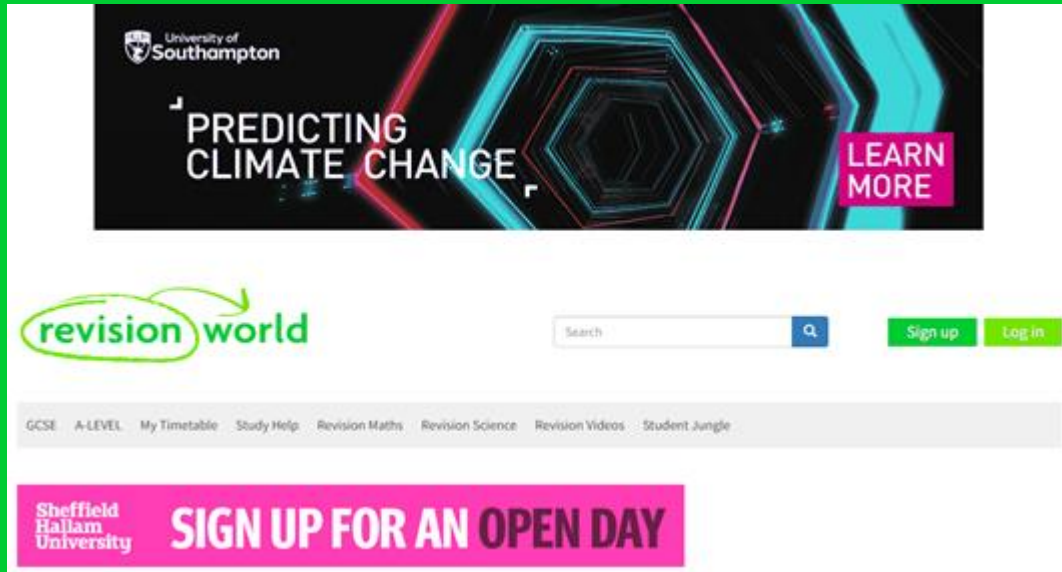 University of
Southampton
PREDICTING
CLIMATE CHANGE
LEARN
MORE
revision world
Search
Sign up Log in
GCSE A-LEVEL My Timetable Study Help Revision Maths Revision Science Revision Videos Student Jungle
Sheffield
Hallam
University
SIGN UP FOR AN OPEN DAY